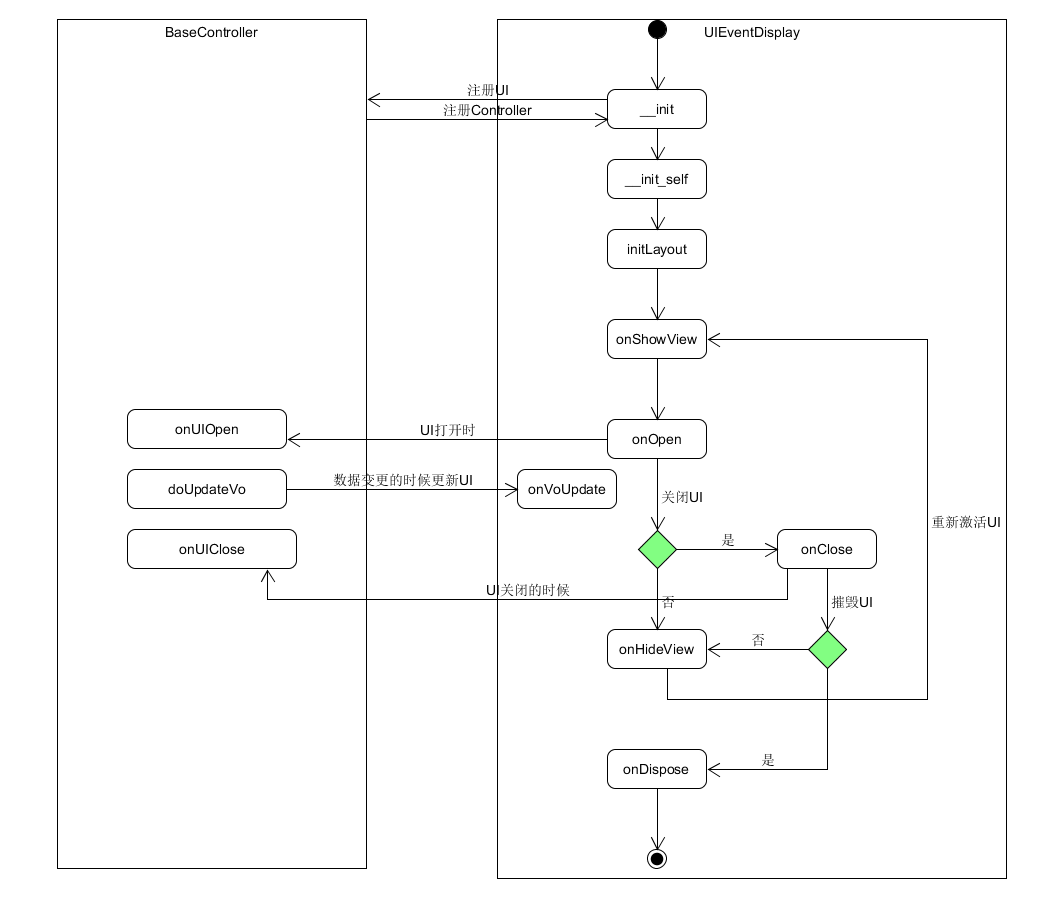 BaseController
UIEventDisplay
注册UI
注册Controller
__init
__init_self
initLayout
onShowView
onUIOpen
UI打开时
onOpen
doUpdateVo
数据变更的时候更新UI
onVoUpdate
关闭UI
重新激活UI
onUIClose
是
onClose
UI关闭的时候
否
摧毁UI
onHideView
否
onDispose
是